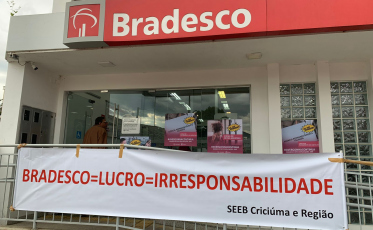 Bradesco
BRADESCO=LUCRO=IRRESPONSABILIDADE
SEEB Criciúma e Região